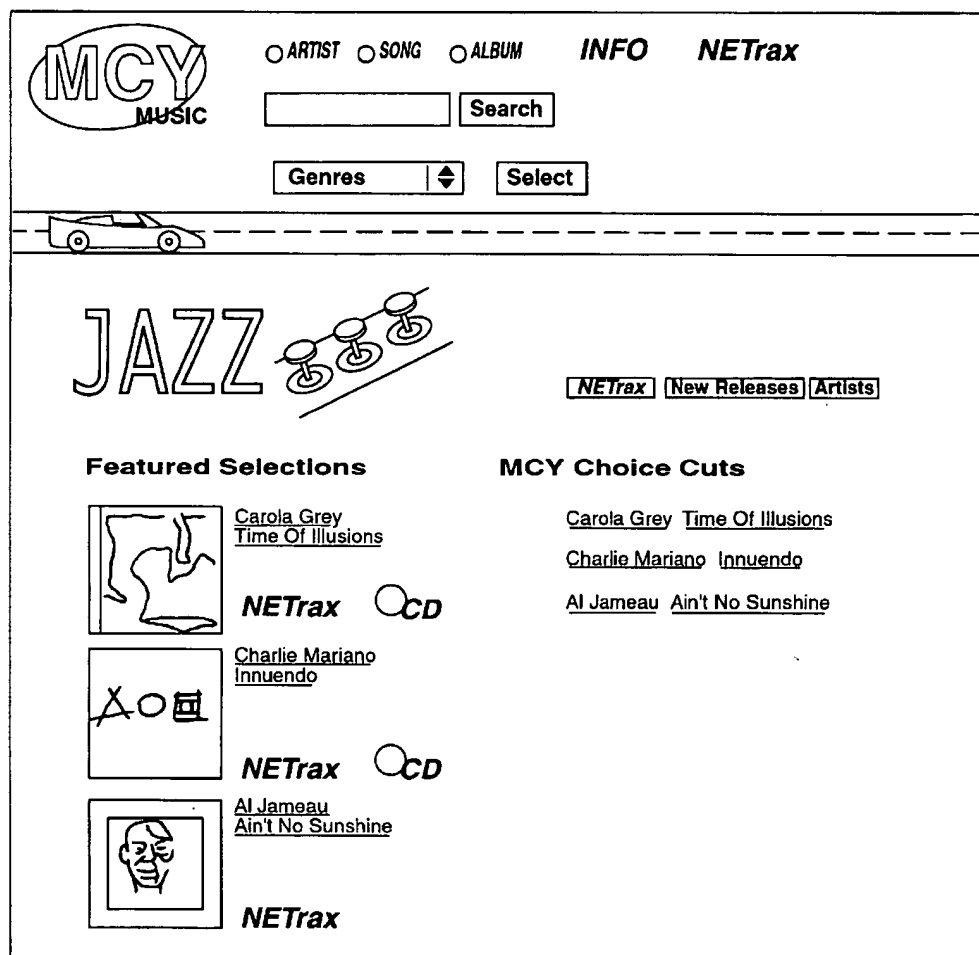 MCY
MUSIC
ARTIST SONG ALBUM INFO NETrax
Search
Genres Select
JAZZ
NETrax New Releases Artists
Featured Selections
Carola Grey
Time Of Illusions
NETrax CD
Charlie Mariano
Innuendo
NETrax CD
Al Jameau
Ain't No Sunshine
NETrax
MCY Choice Cuts
Carola Grey Time Of Illusions
Charlie Mariano Innuendo
Al Jameau Ain't No Sunshine